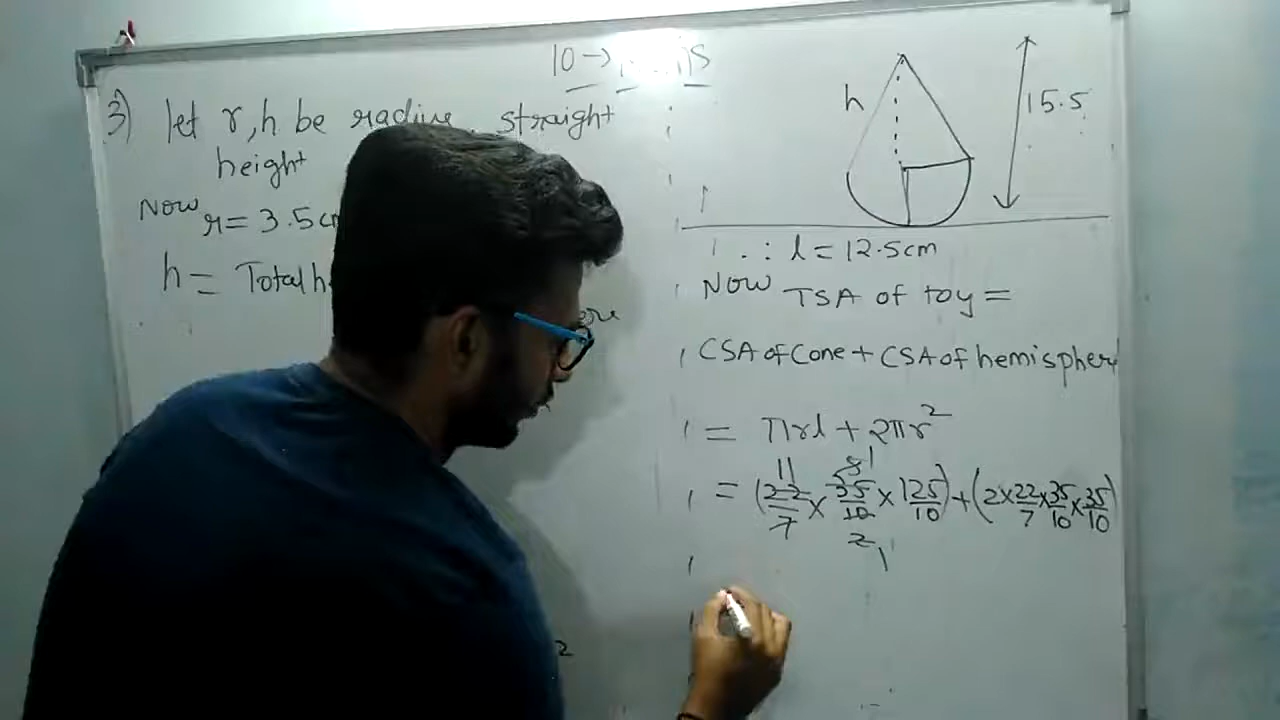 10 →
3) let r, h be radius, straight
height
Now r = 3.5 cm
h = Total h
2
h
15.5
∴ l = 12.5cm
Now TSA of toy =
CSA of Cone + CSA of hemispher
= πrl + 2πr²
= (22/7 × 35/10 × 125/10) + (2×22/7×35/10×35/10)